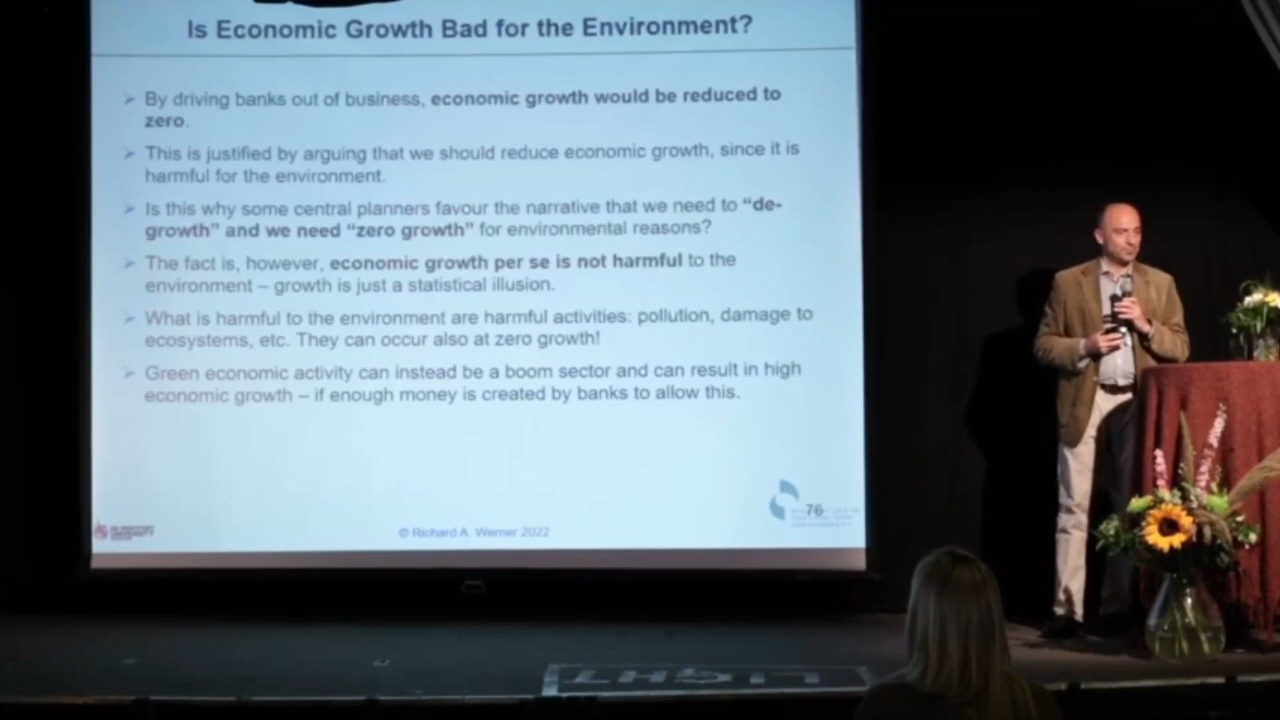 Is Economic Growth Bad for the Environment?
➢ By driving banks out of business, economic growth would be reduced to
zero.
➢ This is justified by arguing that we should reduce economic growth, since it is
harmful for the environment.
➢ Is this why some central planners favour the narrative that we need to “de-
growth” and we need “zero growth” for environmental reasons?
➢ The fact is, however, economic growth per se is not harmful to the
environment – growth is just a statistical illusion.
➢ What is harmful to the environment are harmful activities: pollution, damage to
ecosystems, etc. They can occur also at zero growth!
➢ Green economic activity can instead be a boom sector and can result in high
economic growth – if enough money is created by banks to allow this.
76
© Richard A. Werner 2022
LIGHT